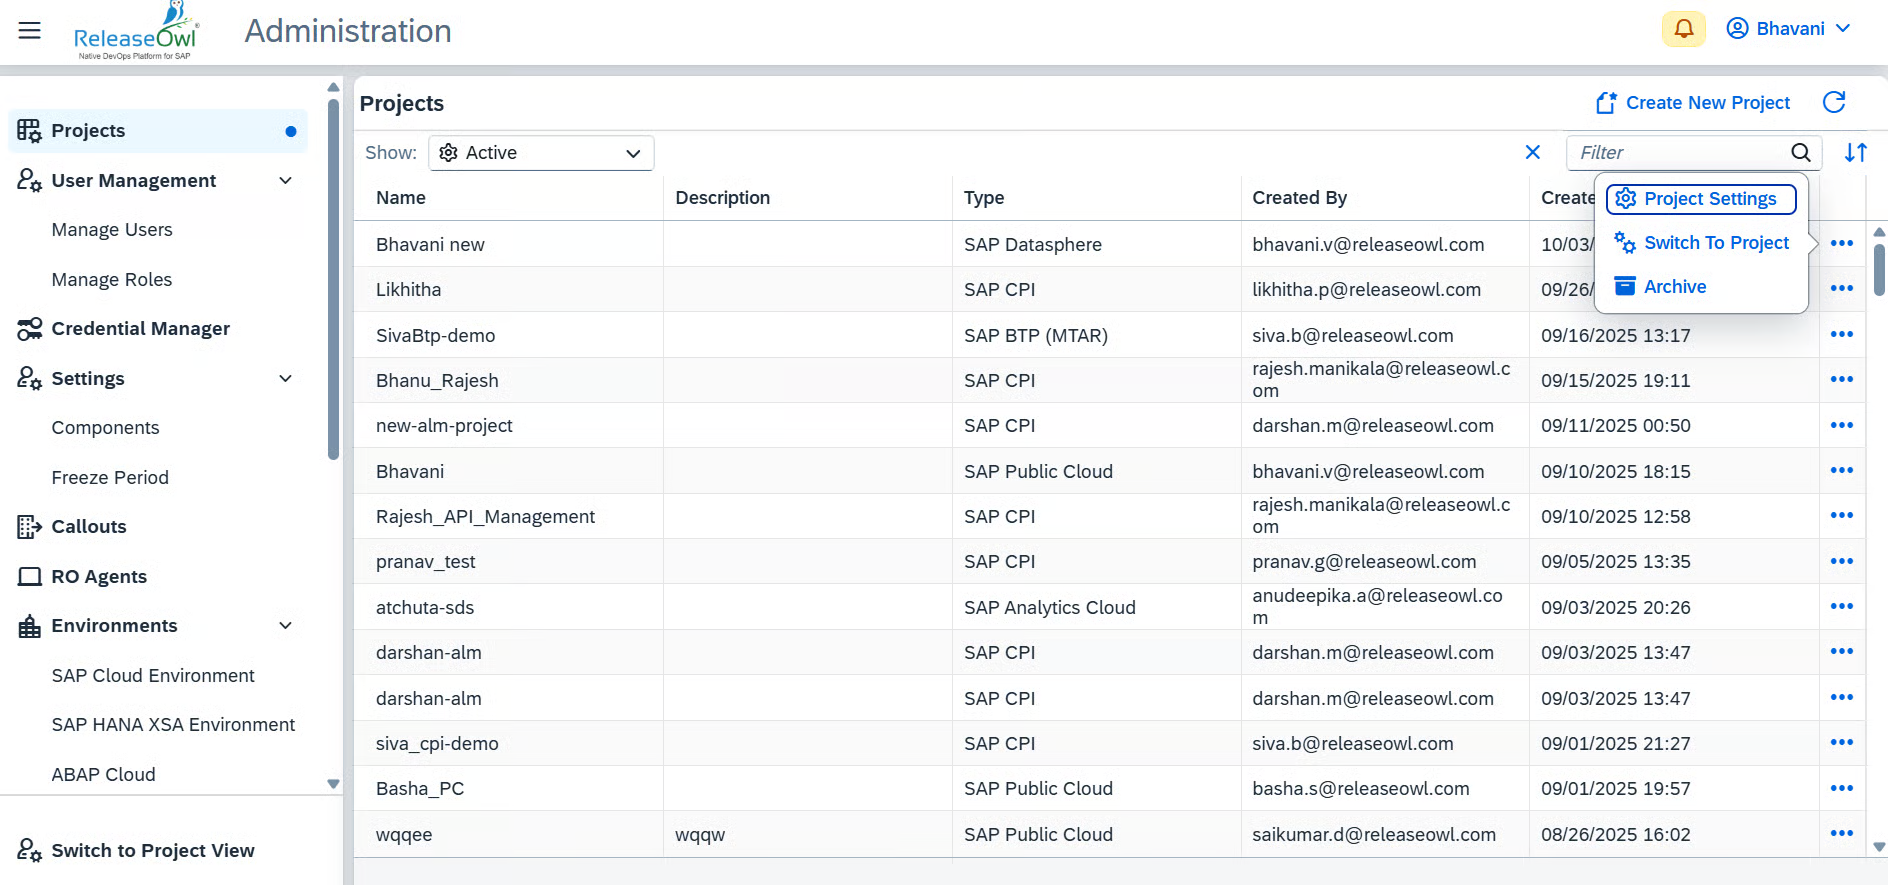 ReleaseOwl
Native DevOps Platform for SAP
Administration
Bhavani
Projects
User Management
Manage Users
Manage Roles
Credential Manager
Settings
Components
Freeze Period
Callouts
RO Agents
Environments
SAP Cloud Environment
SAP HANA XSA Environment
ABAP Cloud
Switch to Project View
Projects
Create New Project
Show: Active
Filter
Name Description Type Created By Create
Project Settings
Switch To Project
Archive
Bhavani new SAP Datasphere bhavani.v@releaseowl.com 10/03/
Likhitha SAP CPI likhitha.p@releaseowl.com 09/26/
SivaBtp-demo SAP BTP (MTAR) siva.b@releaseowl.com 09/16/2025 13:17
Bhanu_Rajesh SAP CPI rajesh.manikala@releaseowl.c
om 09/15/2025 19:11
new-alm-project SAP CPI darshan.m@releaseowl.com 09/11/2025 00:50
Bhavani SAP Public Cloud bhavani.v@releaseowl.com 09/10/2025 18:15
Rajesh_API_Management SAP CPI rajesh.manikala@releaseowl.c
om 09/10/2025 12:58
pranav_test SAP CPI pranav.g@releaseowl.com 09/05/2025 13:35
atchuta-sds SAP Analytics Cloud anudeepika.a@releaseowl.co
m 09/03/2025 20:26
darshan-alm SAP CPI darshan.m@releaseowl.com 09/03/2025 13:47
darshan-alm SAP CPI darshan.m@releaseowl.com 09/03/2025 13:47
siva_cpi-demo SAP CPI siva.b@releaseowl.com 09/01/2025 21:27
Basha_PC SAP Public Cloud basha.s@releaseowl.com 09/01/2025 19:57
wqqee wqqw SAP Public Cloud saikumar.d@releaseowl.com 08/26/2025 16:02